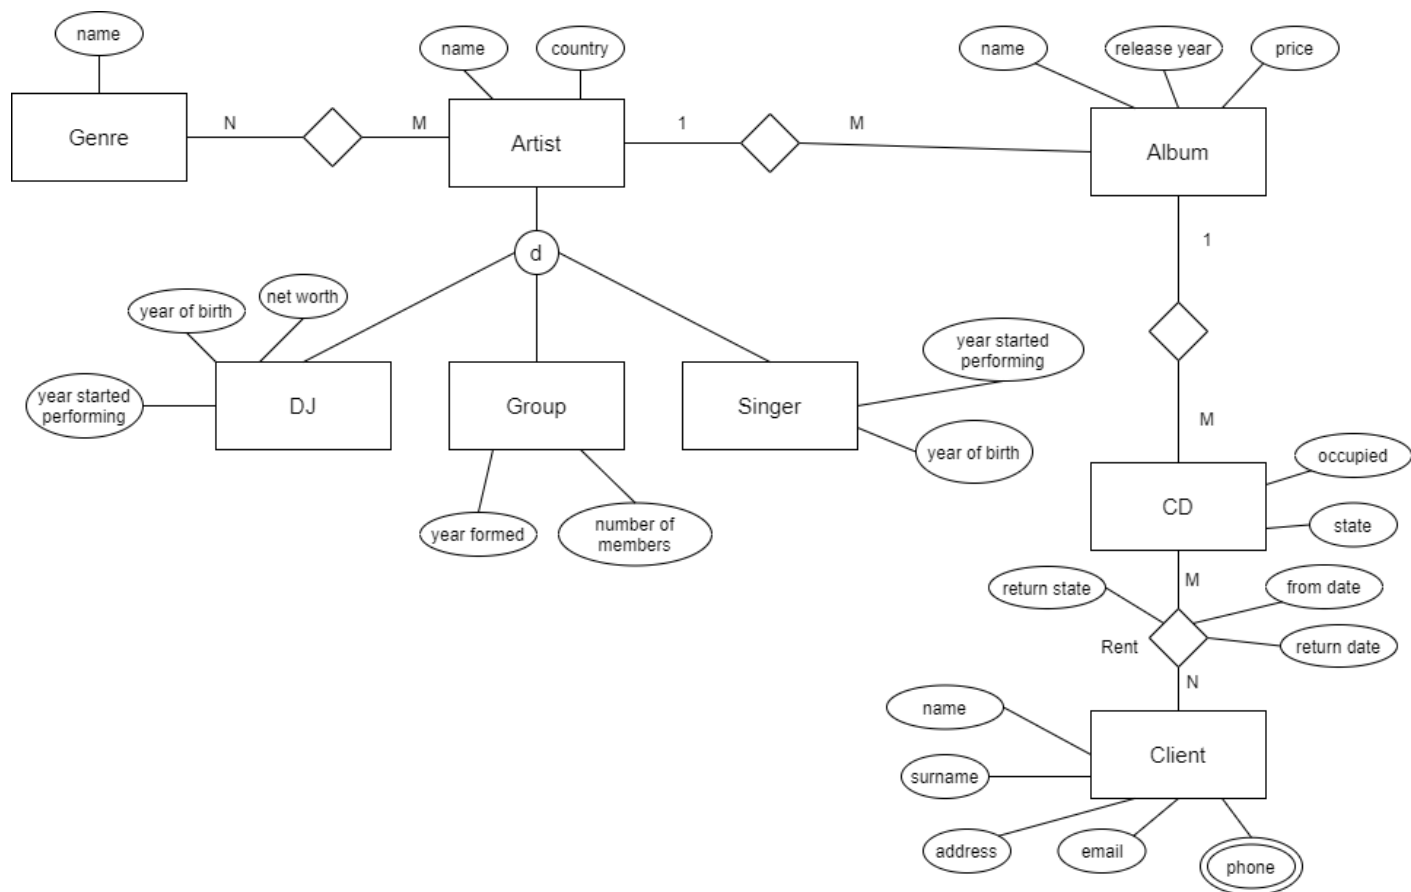 name
name
country
name
release year
price
Genre
N
M
Artist
1
M
Album
1
d
year of birth
net worth
year started
performing
DJ
Group
Singer
year started
performing
year of birth
year formed
number of
members
M
occupied
CD
state
M
return state
from date
Rent
return date
N
name
Client
surname
address
email
phone